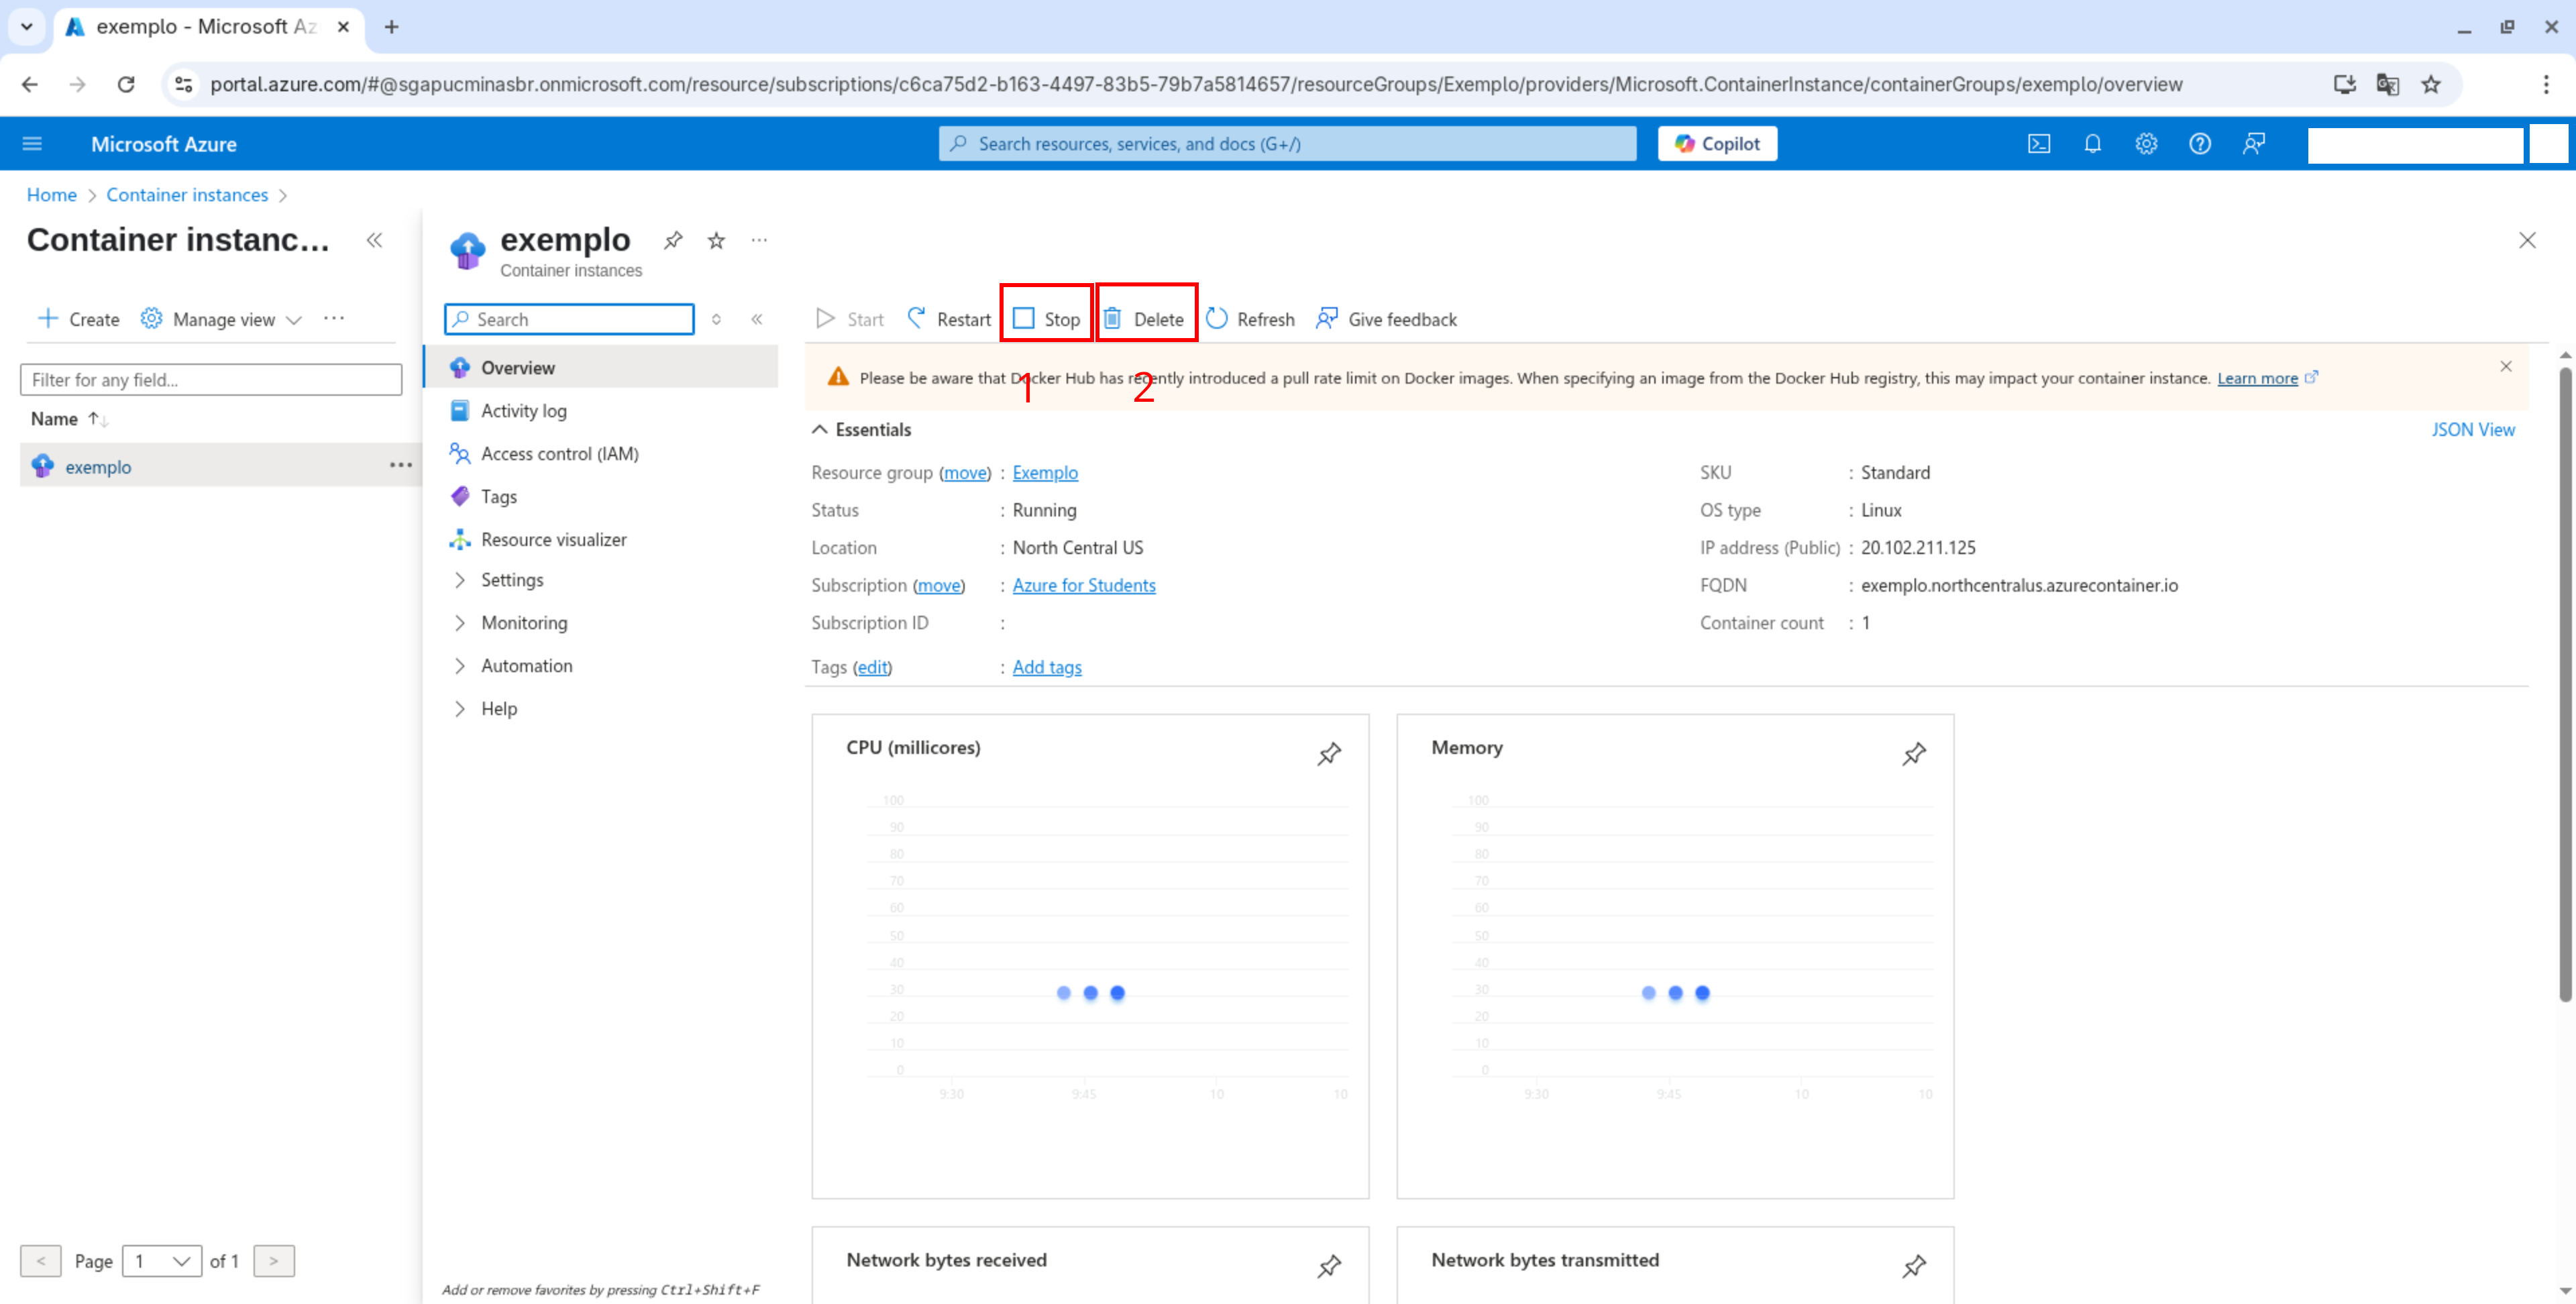 exemplo - Microsoft Az
portal.azure.com/#@sgapucminasbr.onmicrosoft.com/resource/subscriptions/c6ca75d2-b163-4497-83b5-79b7a5814657/resourceGroups/Exemplo/providers/Microsoft.ContainerInstance/containerGroups/exemplo/overview
Microsoft Azure
Search resources, services, and docs (G+/)
Copilot
Home > Container instances >
Container instanc...
exemplo
Container instances
Create
Manage view
Filter for any field...
Name
exemplo
Page 1 of 1
Search
Overview
Activity log
Access control (IAM)
Tags
Resource visualizer
Settings
Monitoring
Automation
Help
Add or remove favorites by pressing Ctrl+Shift+F
Start
Restart
Stop
Delete
Refresh
Give feedback
1
2
Please be aware that Docker Hub has recently introduced a pull rate limit on Docker images. When specifying an image from the Docker Hub registry, this may impact your container instance. Learn more
Essentials
JSON View
Resource group (move) : Exemplo
Status : Running
Location : North Central US
Subscription (move) : Azure for Students
Subscription ID :
Tags (edit) : Add tags
SKU : Standard
OS type : Linux
IP address (Public) : 20.102.211.125
FQDN : exemplo.northcentralus.azurecontainer.io
Container count : 1
CPU (millicores)
100
90
80
70
60
50
40
30
20
10
0
9:30 9:45 10 10
Memory
100
90
80
70
60
50
40
30
20
10
0
9:30 9:45 10 10
Network bytes received
Network bytes transmitted